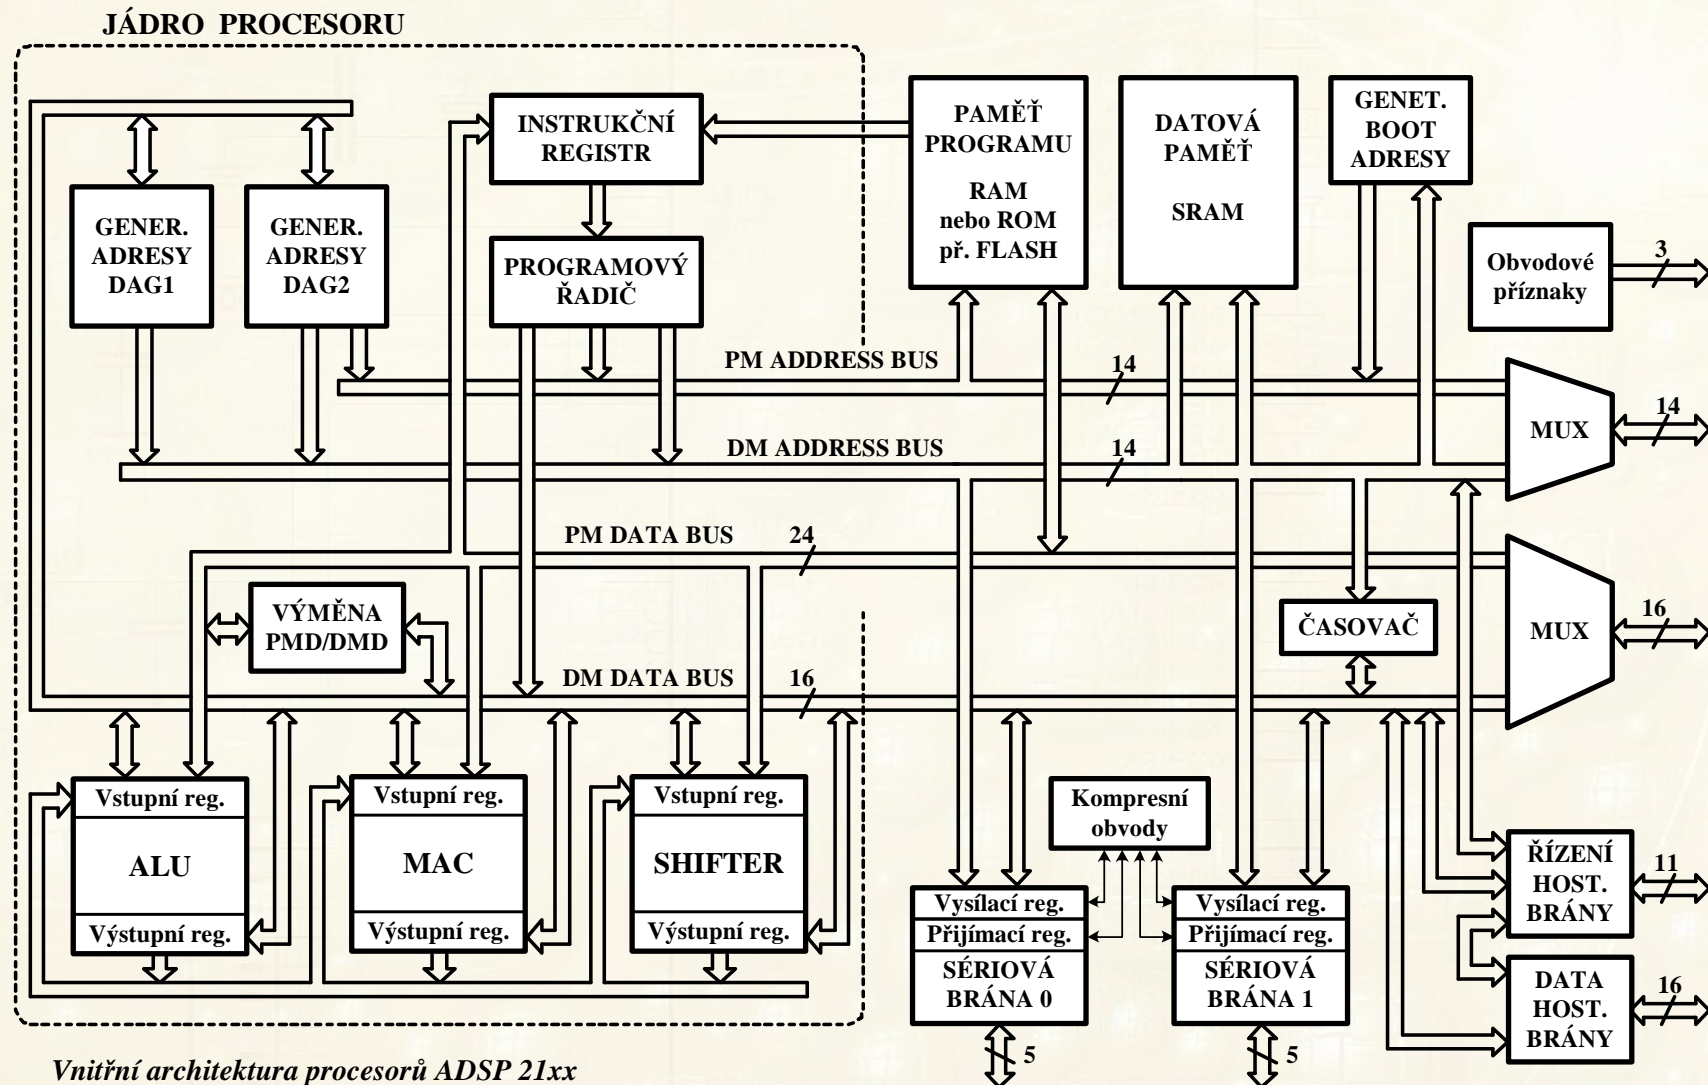 JÁDRO PROCESORU
GENER.
ADRESY
DAG1
GENER.
ADRESY
DAG2
INSTRUKČNÍ
REGISTR
PROGRAMOVÝ
ŘADIČ
PAMĚŤ
PROGRAMU
RAM
nebo ROM
př. FLASH
DATOVÁ
PAMĚŤ
SRAM
GENET.
BOOT
ADRESY
Obvodové
příznaky
3
PM ADDRESS BUS
14
DM ADDRESS BUS
14
MUX
14
PM DATA BUS
24
VÝMĚNA
PMD/DMD
DM DATA BUS
16
ČASOVAČ
MUX
16
Vstupní reg.
ALU
Výstupní reg.
Vstupní reg.
MAC
Výstupní reg.
Vstupní reg.
SHIFTER
Výstupní reg.
Kompresní
obvody
Vysílací reg.
Přijímací reg.
SÉRIOVÁ
BRÁNA 0
5
Vysílací reg.
Přijímací reg.
SÉRIOVÁ
BRÁNA 1
5
ŘÍZENÍ
HOST.
BRÁNY
11
DATA
HOST.
BRÁNY
16
Vnitřní architektura procesorů ADSP 21xx